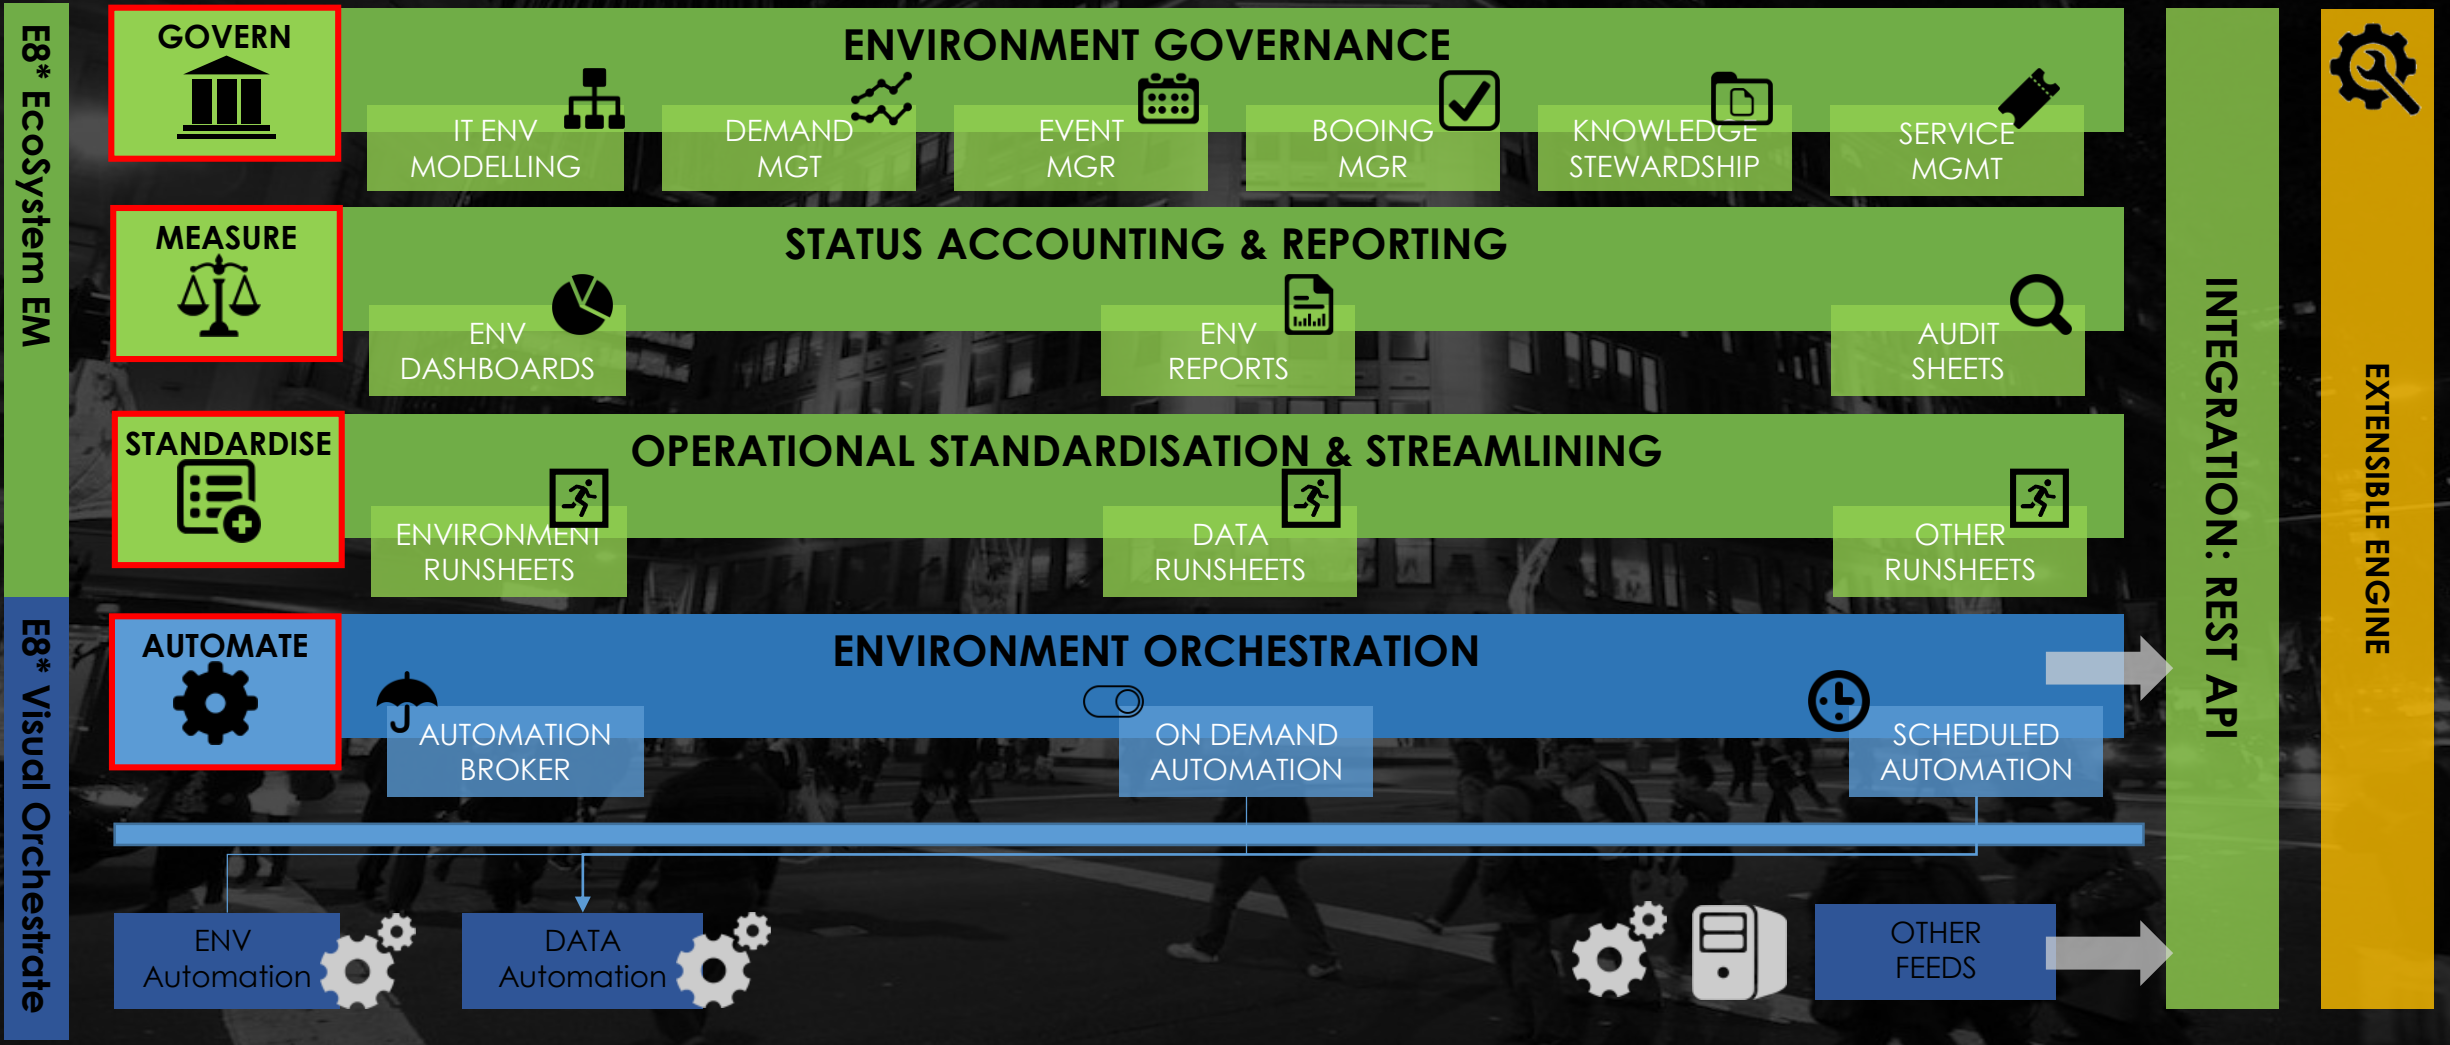 E8* EcoSystem EM
GOVERN
ENVIRONMENT GOVERNANCE
IT ENV
MODELLING
DEMAND
MGT
EVENT
MGR
BOOING
MGR
KNOWLEDGE
STEWARDSHIP
SERVICE
MGMT
MEASURE
STATUS ACCOUNTING & REPORTING
ENV
DASHBOARDS
ENV
REPORTS
AUDIT
SHEETS
STANDARDISE
OPERATIONAL STANDARDISATION & STREAMLINING
ENVIRONMENT
RUNSHEETS
DATA
RUNSHEETS
OTHER
RUNSHEETS
E8* Visual Orchestrate
AUTOMATE
ENVIRONMENT ORCHESTRATION
AUTOMATION
BROKER
ON DEMAND
AUTOMATION
SCHEDULED
AUTOMATION
ENV
Automation
DATA
Automation
OTHER
FEEDS
INTEGRATION: REST API
EXTENSIBLE ENGINE